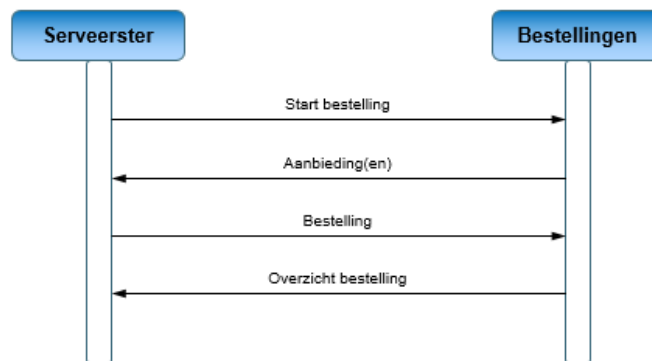 Serveerster
Bestellingen
Start bestelling
Aanbieding(en)
Bestelling
Overzicht bestelling